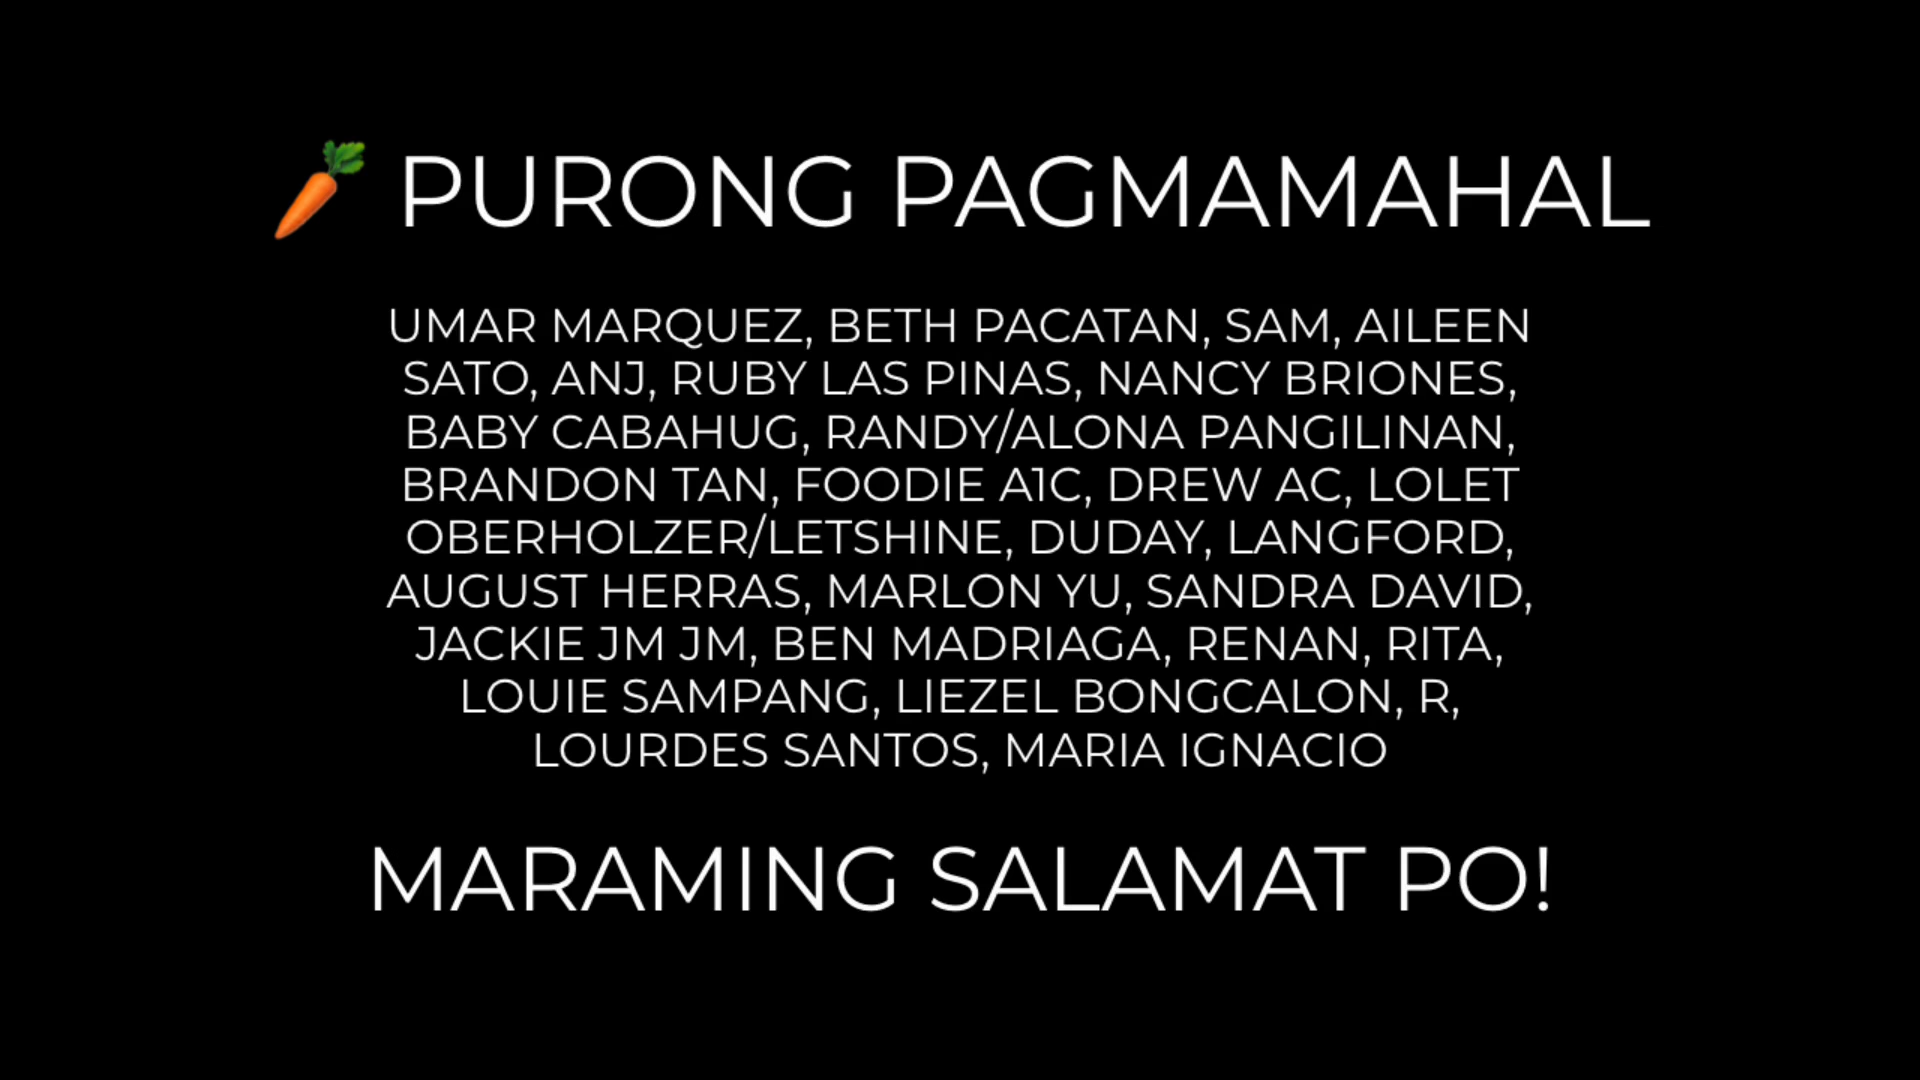 🥕 PURONG PAGMAMAHAL
UMAR MARQUEZ, BETH PACATAN, SAM, AILEEN
SATO, ANJ, RUBY LAS PINAS, NANCY BRIONES,
BABY CABAHUG, RANDY/ALONA PANGILINAN,
BRANDON TAN, FOODIE A1C, DREW AC, LOLET
OBERHOLZER/LETSHINE, DUDAY, LANGFORD,
AUGUST HERRAS, MARLON YU, SANDRA DAVID,
JACKIE JM JM, BEN MADRIAGA, RENAN, RITA,
LOUIE SAMPANG, LIEZEL BONGCALON, R,
LOURDES SANTOS, MARIA IGNACIO
MARAMING SALAMAT PO!